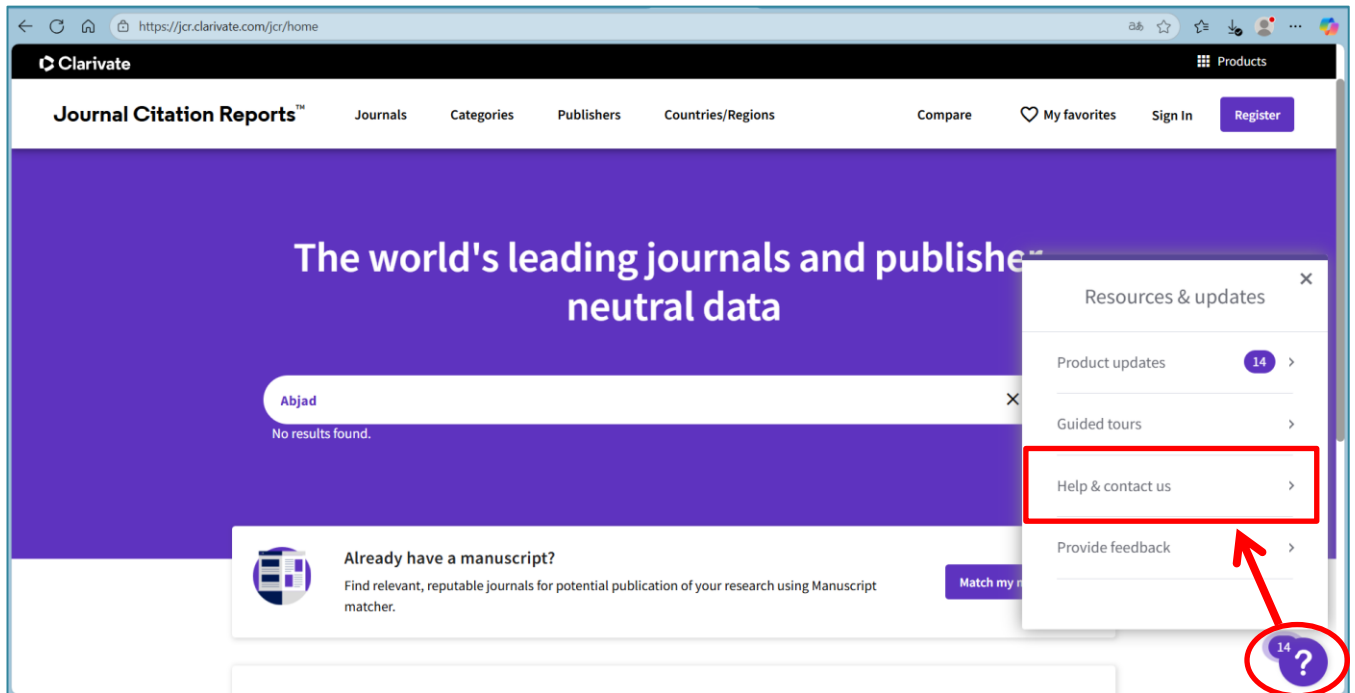 https://jcr.clarivate.com/jcr/home
Clarivate
Products
Journal Citation Reports™
Journals
Categories
Publishers
Countries/Regions
Compare
My favorites
Sign In
Register
The world's leading journals and publisher
neutral data
Abjad
No results found.
Already have a manuscript?
Find relevant, reputable journals for potential publication of your research using Manuscript
matcher.
Match my
Resources & updates
Product updates
14
Guided tours
Help & contact us
Provide feedback
14
?